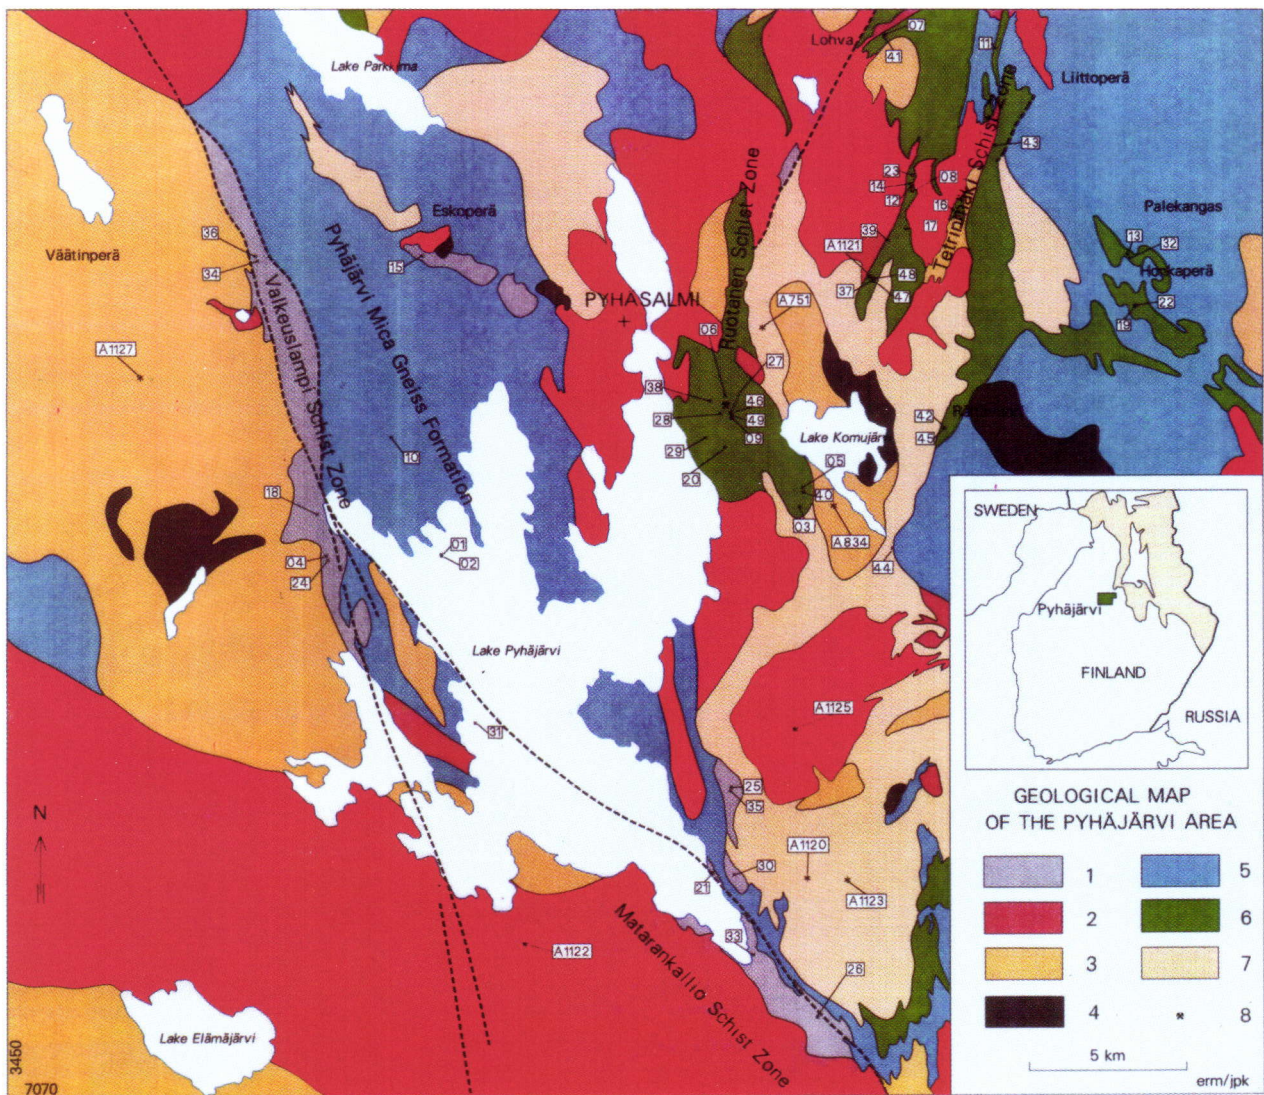 Lohva
07
41
11
Liittoperä
Lake Parkkima
43
23
14
12
08
16
17
Ruotanen Schist Zone
Tetrinmäki Schist Zone
Palekangas
13
32
Honkaperä
22
19
Eskoperä
15
36
34
Väätinperä
Pyhäjärvi Mica Gneiss Formation
Valkeuslampi Schist Zone
39
A1121
48
37
47
PYHÄSALMI
A751
06
27
A1127
38
46
28
49
09
29
20
42
45
Lake Komujärvi
05
40
03
A834
44
10
18
01
02
04
24
Lake Pyhäjärvi
31
A1125
25
35
A1120
30
21
A1123
33
26
A1122
Matarankallio Schist Zone
Lake Elämäjärvi
N
3450
7070
SWEDEN
Pyhäjärvi
FINLAND
RUSSIA
GEOLOGICAL MAP
OF THE PYHÄJÄRVI AREA
1
5
2
6
3
7
4
8
5 km
erm/jpk